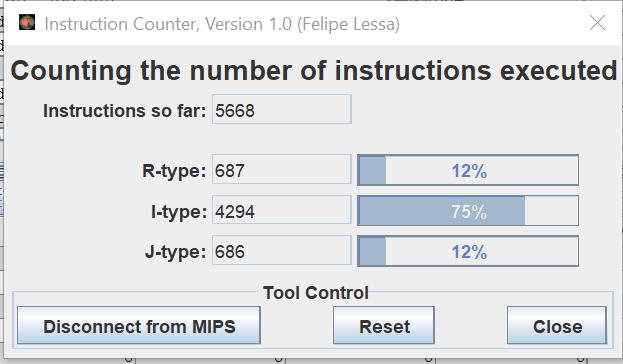 Instruction Counter, Version 1.0 (Felipe Lessa)
Counting the number of instructions executed
Instructions so far: 5668
R-type: 687 12%
I-type: 4294 75%
J-type: 686 12%
Tool Control
Disconnect from MIPS Reset Close